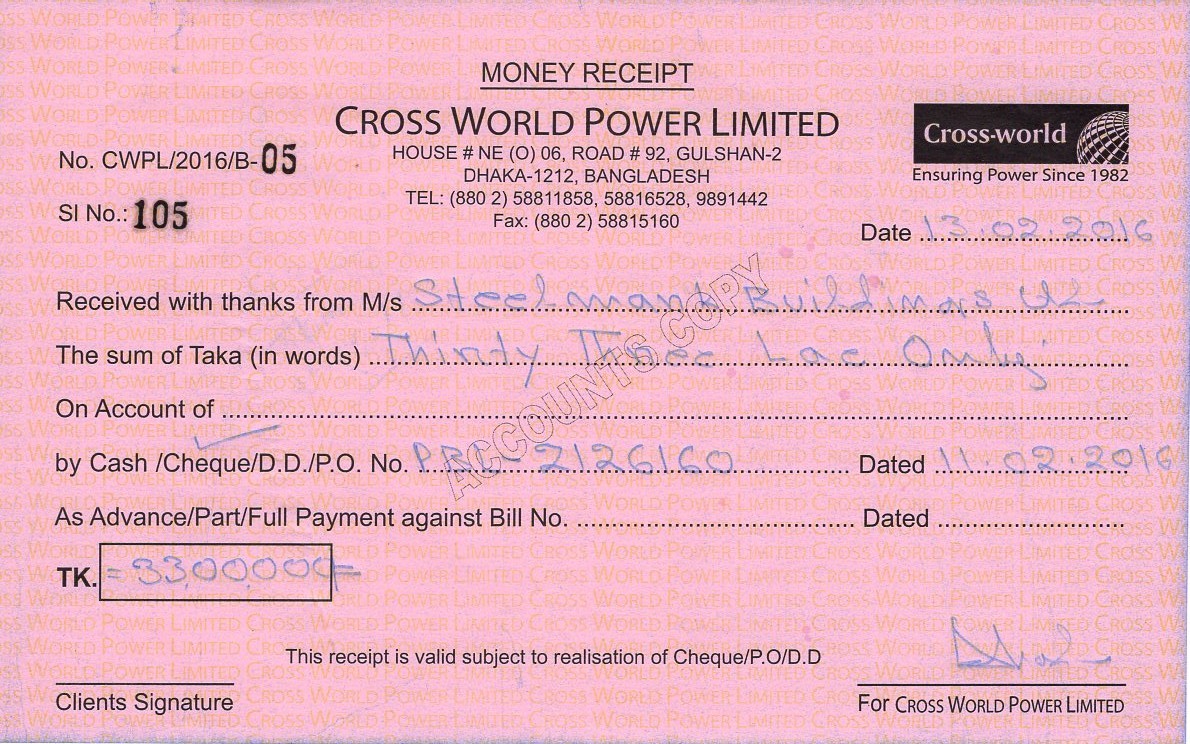 MONEY RECEIPT
CROSS WORLD POWER LIMITED
HOUSE # NE (O) 06, ROAD # 92, GULSHAN-2
DHAKA-1212, BANGLADESH
TEL: (880 2) 58811858, 58816528, 9891442
Fax: (880 2) 58815160
No. CWPL/2016/B-05
Sl No.: 105
Cross-world
Ensuring Power Since 1982
Date 13.02.2016
Received with thanks from M/s Steelmark Buildings
The sum of Taka (in words) Thirty Three Lac Only
ACCOUNTS COPY
On Account of
by Cash /Cheque/D.D./P.O. No. PBL-2126160 Dated 11.02.2016
As Advance/Part/Full Payment against Bill No. Dated
TK. =33,00,000/=
This receipt is valid subject to realisation of Cheque/P.O/D.D
Clients Signature
For CROSS WORLD POWER LIMITED